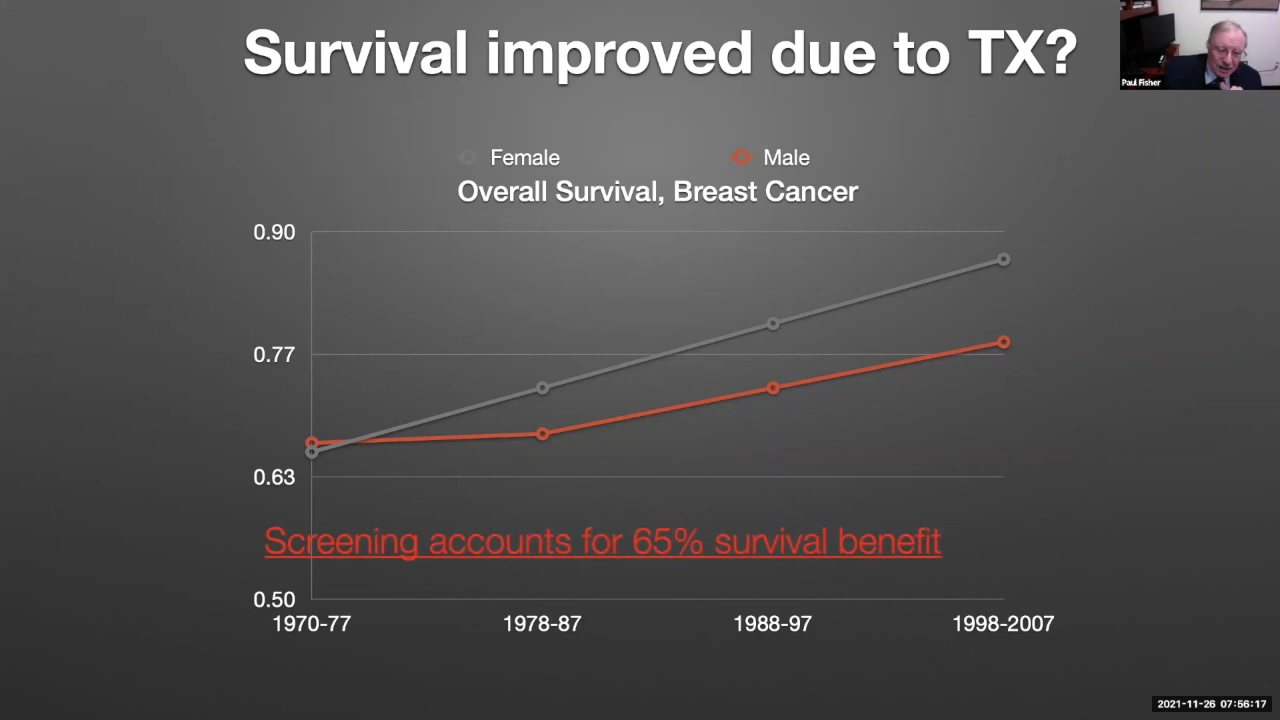 Survival improved due to TX?
Paul Fisher
Female
Male
Overall Survival, Breast Cancer
0.90
0.77
0.63
Screening accounts for 65% survival benefit
0.50
1970-77
1978-87
1988-97
1998-2007
2021-11-26 07:56:17